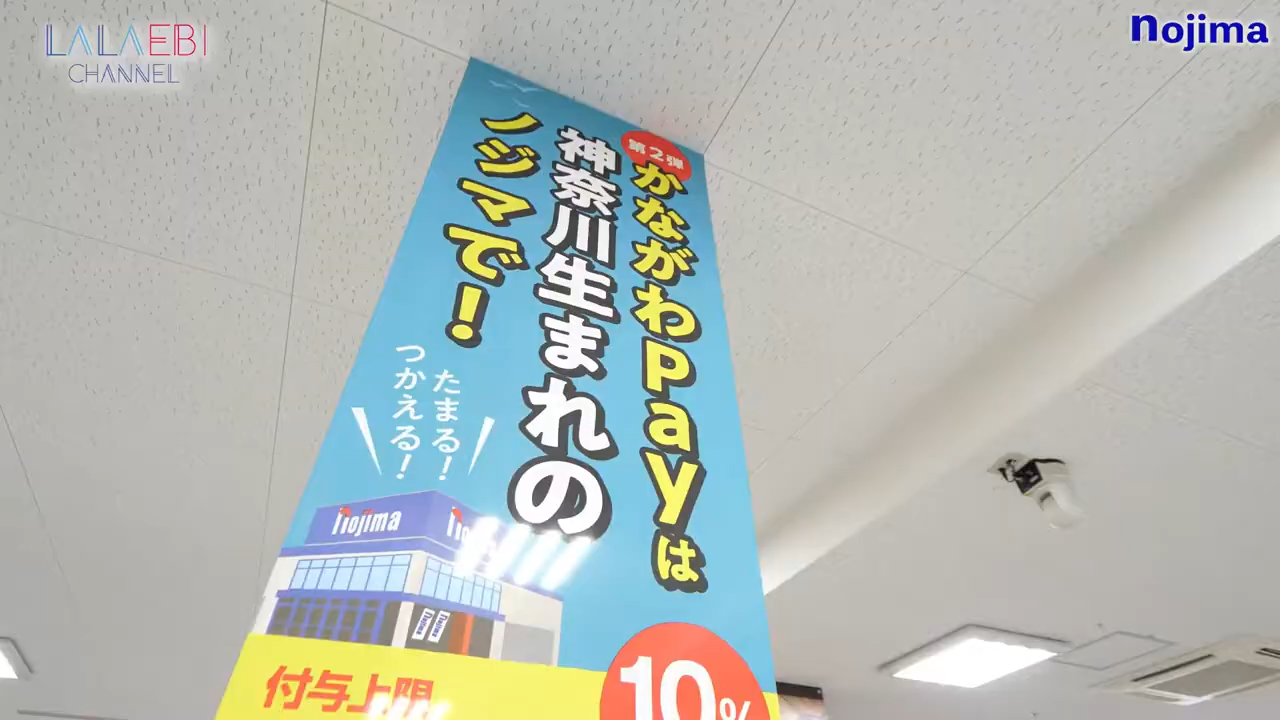 LALAEBI
CHANNEL
nojima
第2弾
かながわPayは
神奈川生まれの
ノジマで!
たまる!
つかえる!
nojima
nojima
nojima
付与上限
10%